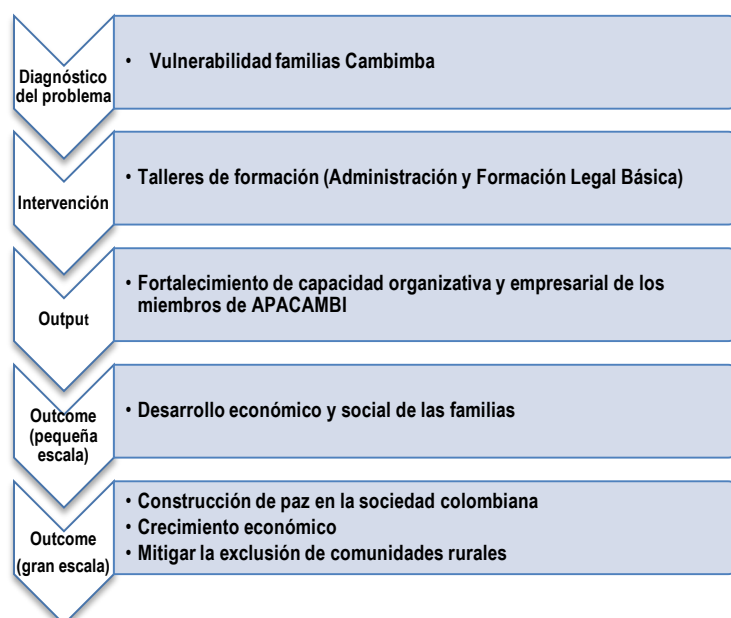 Diagnóstico
del problema
• Vulnerabilidad familias Cambimba
Intervención
• Talleres de formación (Administración y Formación Legal Básica)
Output
• Fortalecimiento de capacidad organizativa y empresarial de los
miembros de APACAMBI
Outcome
(pequeña
escala)
• Desarrollo económico y social de las familias
Outcome
(gran escala)
• Construcción de paz en la sociedad colombiana
• Crecimiento económico
• Mitigar la exclusión de comunidades rurales